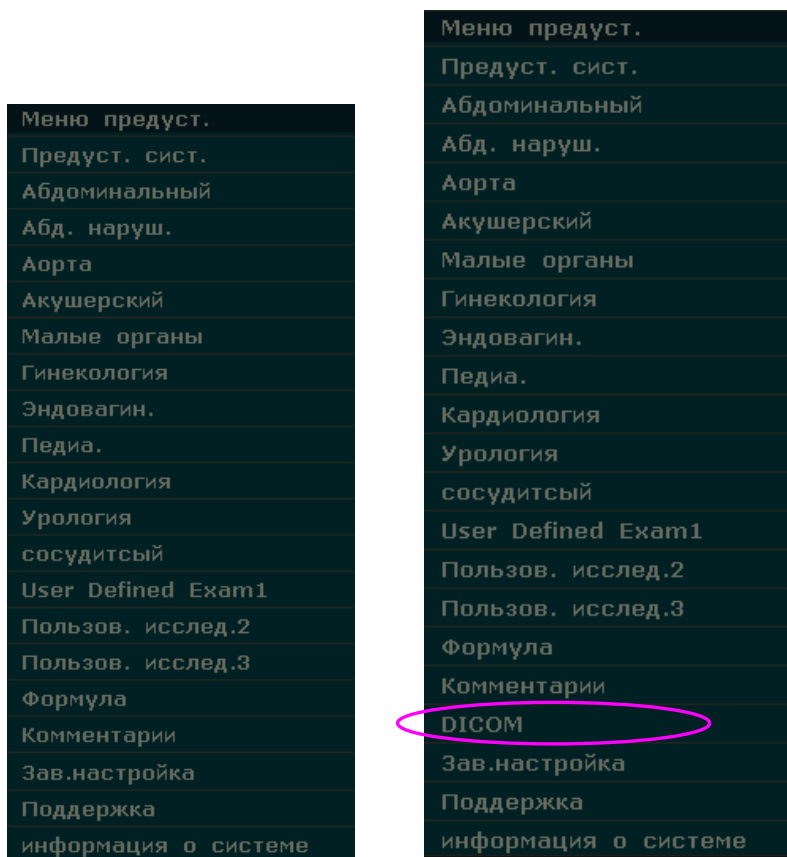 Меню предуст.
Предуст. сист.
Абдоминальный
Абд. наруш.
Аорта
Акушерский
Малые органы
Гинекология
Эндовагин.
Педиа.
Кардиология
Урология
сосудитсый
User Defined Exam1
Пользов. исслед.2
Пользов. исслед.3
Формула
Комментарии
Зав.настройка
Поддержка
информация о системе
Меню предуст.
Предуст. сист.
Абдоминальный
Абд. наруш.
Аорта
Акушерский
Малые органы
Гинекология
Эндовагин.
Педиа.
Кардиология
Урология
сосудитсый
User Defined Exam1
Пользов. исслед.2
Пользов. исслед.3
Формула
Комментарии
DICOM
Зав.настройка
Поддержка
информация о системе